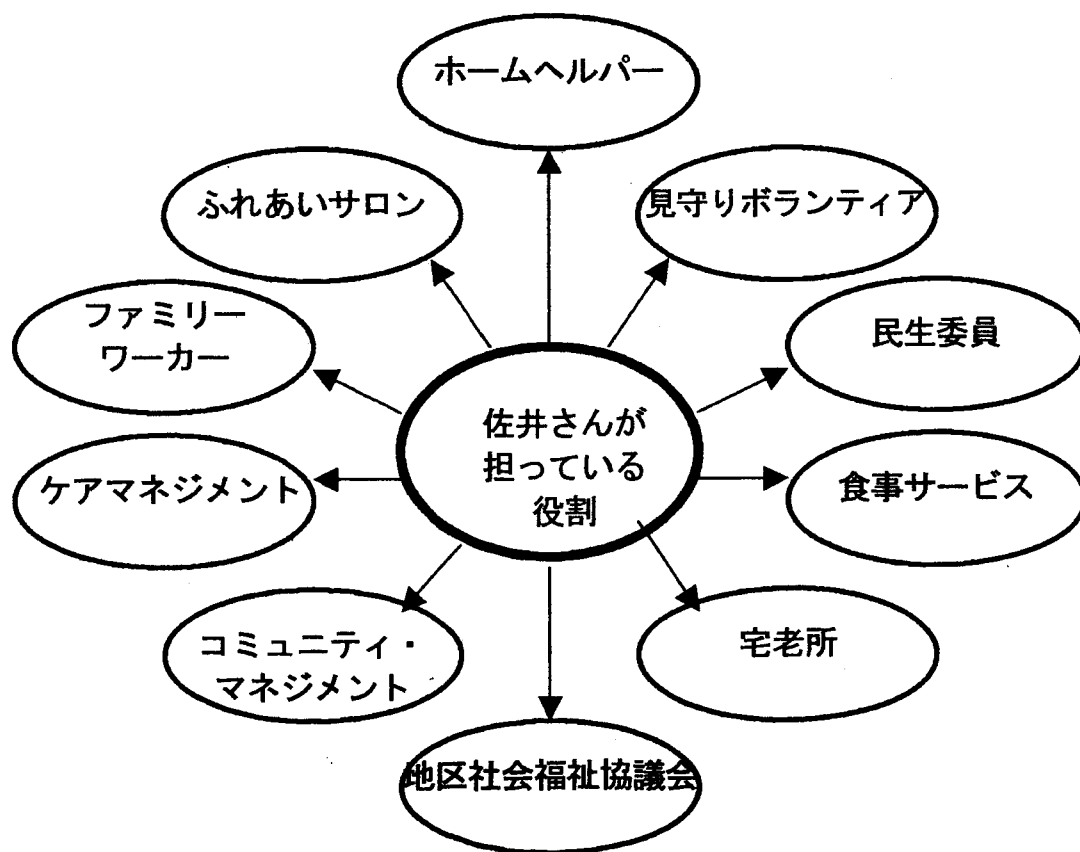 ホームヘルパー
ふれあいサロン
見守りボランティア
ファミリー
ワーカー
民生委員
佐井さんが
担っている
役割
ケアマネジメント
食事サービス
コミュニティ・
マネジメント
宅老所
地区社会福祉協議会